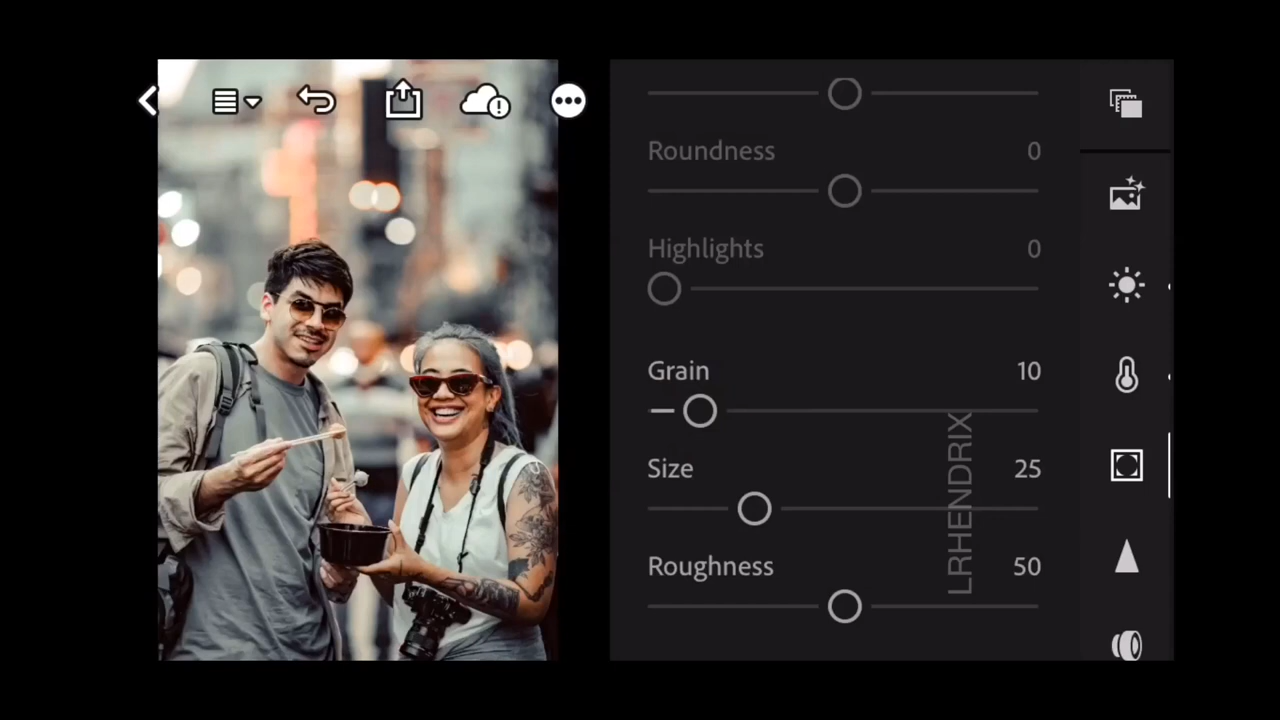 Roundness 0
Highlights 0
Grain 10
Size 25
Roughness 50
LRHENDRIX